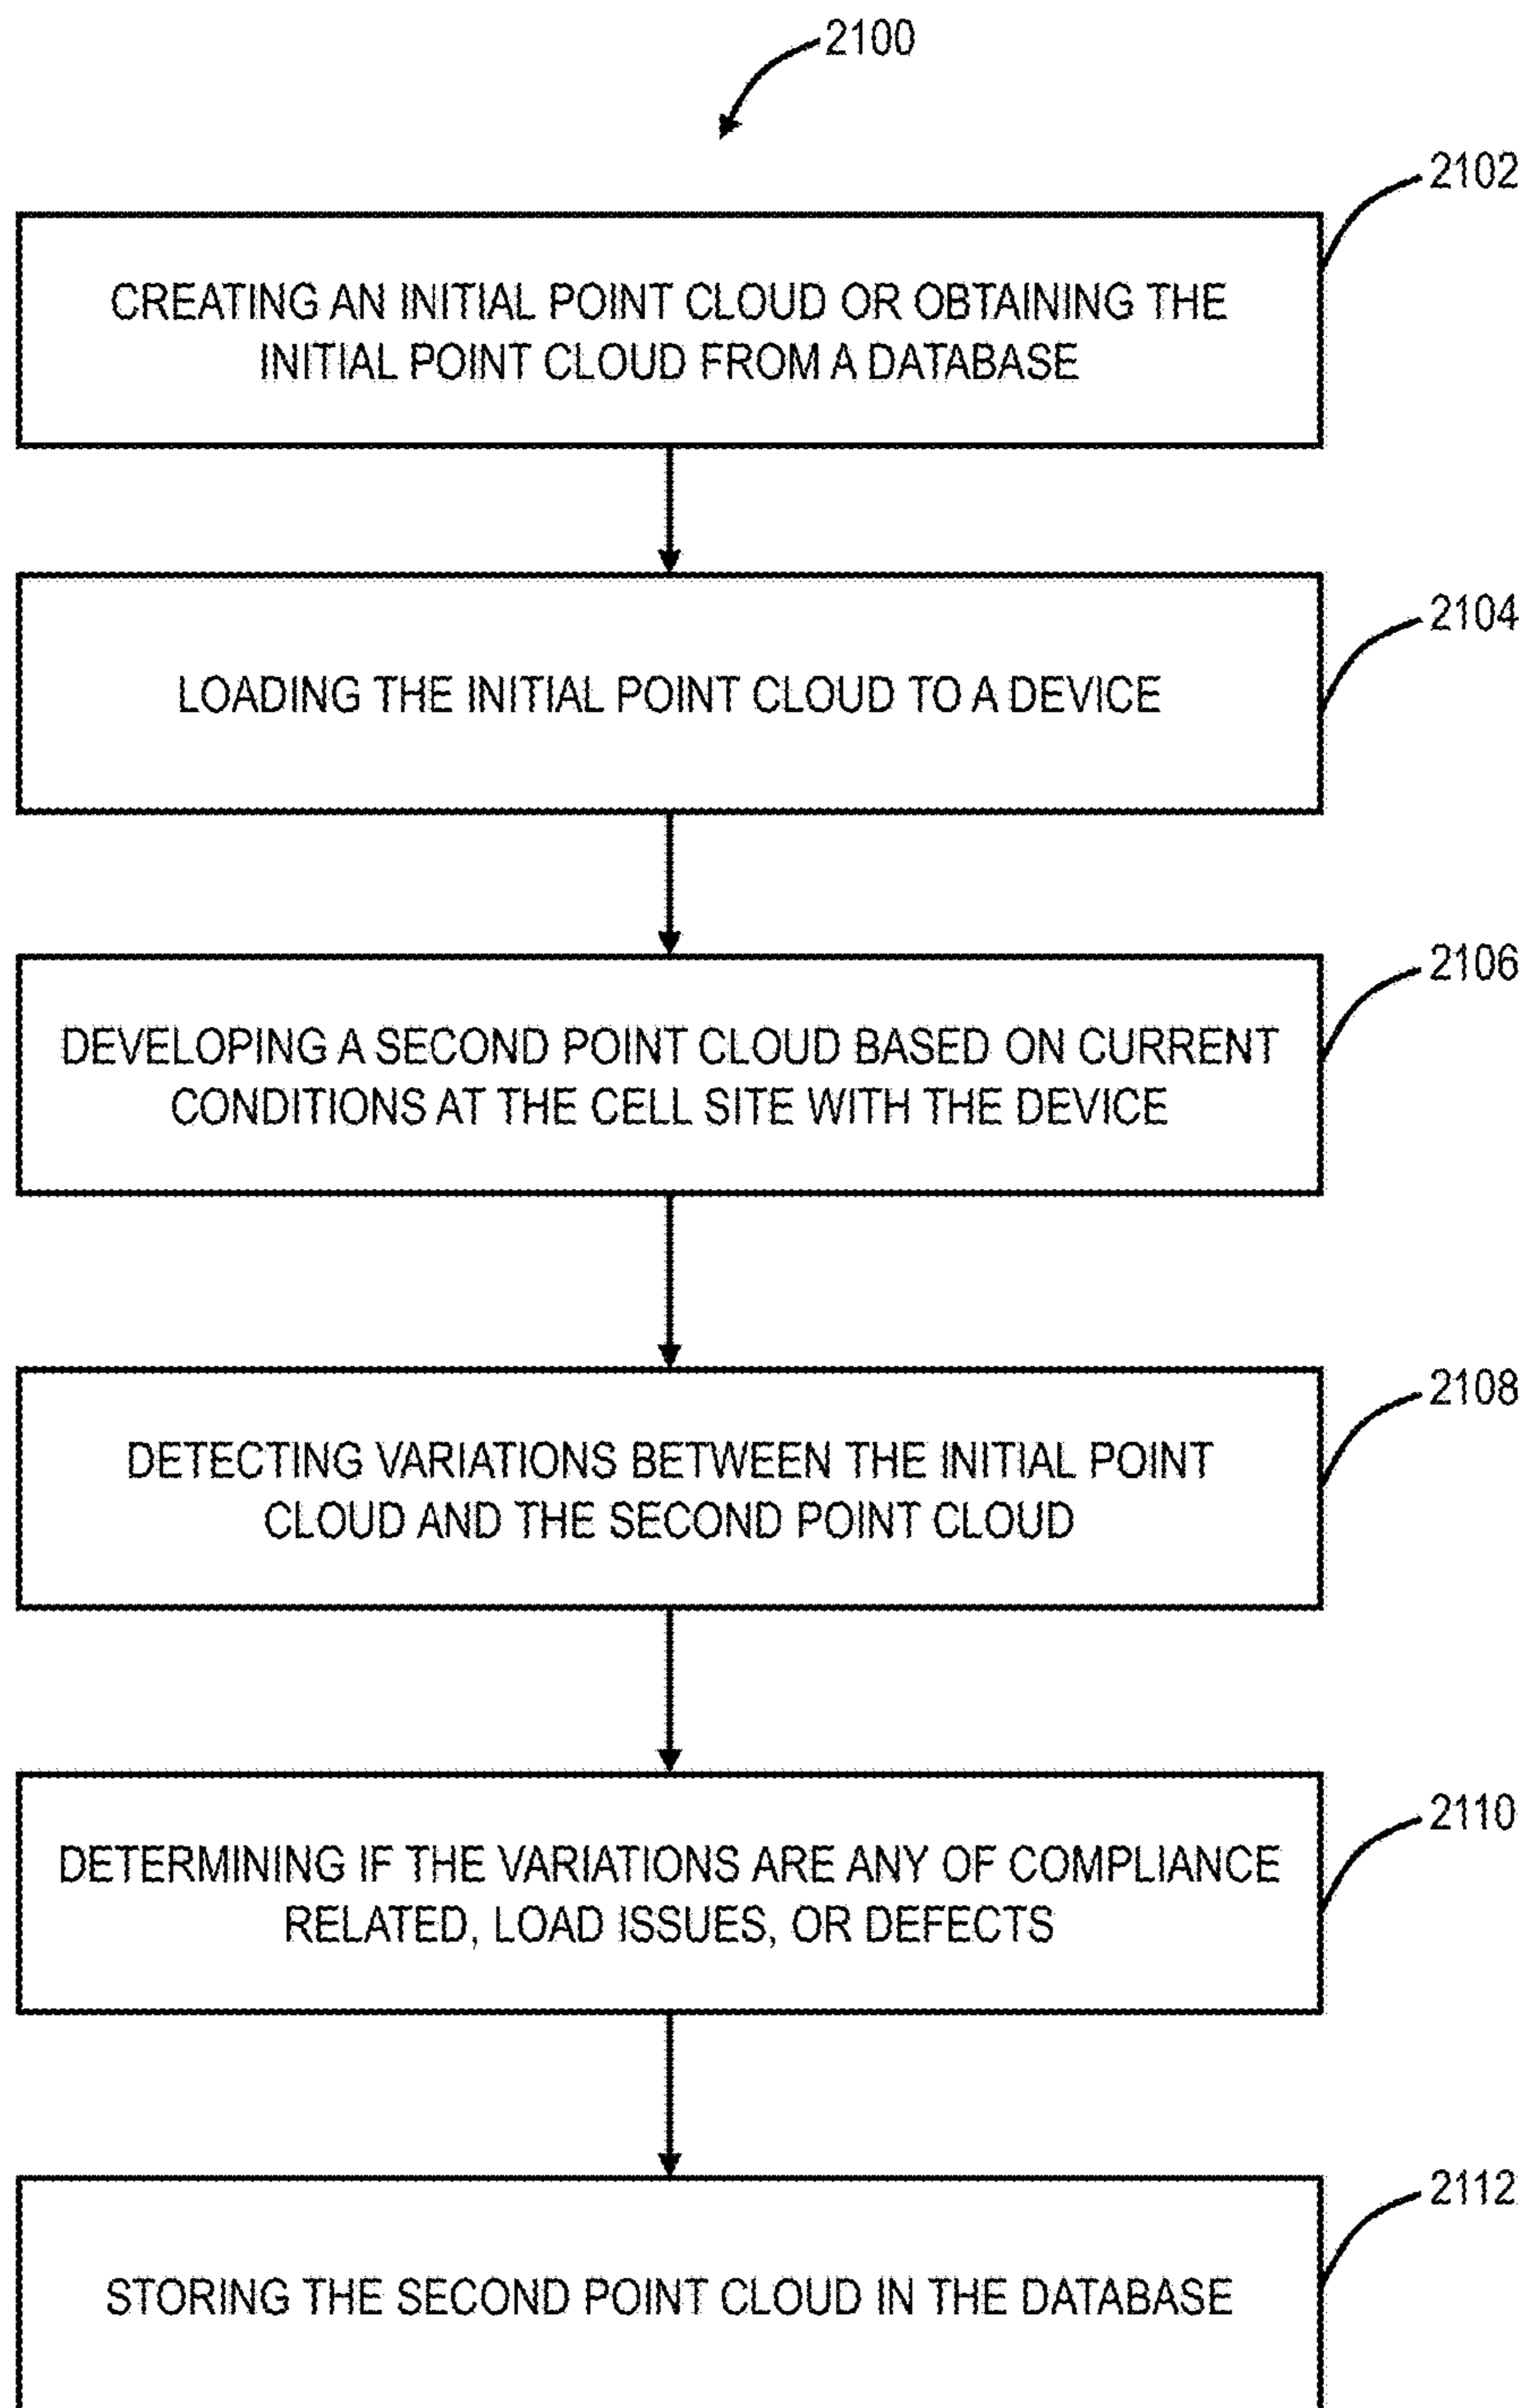 2100
2102
CREATING AN INITIAL POINT CLOUD OR OBTAINING THE
INITIAL POINT CLOUD FROM A DATABASE
2104
LOADING THE INITIAL POINT CLOUD TO A DEVICE
2106
DEVELOPING A SECOND POINT CLOUD BASED ON CURRENT
CONDITIONS AT THE CELL SITE WITH THE DEVICE
2108
DETECTING VARIATIONS BETWEEN THE INITIAL POINT
CLOUD AND THE SECOND POINT CLOUD
2110
DETERMINING IF THE VARIATIONS ARE ANY OF COMPLIANCE
RELATED, LOAD ISSUES, OR DEFECTS
2112
STORING THE SECOND POINT CLOUD IN THE DATABASE